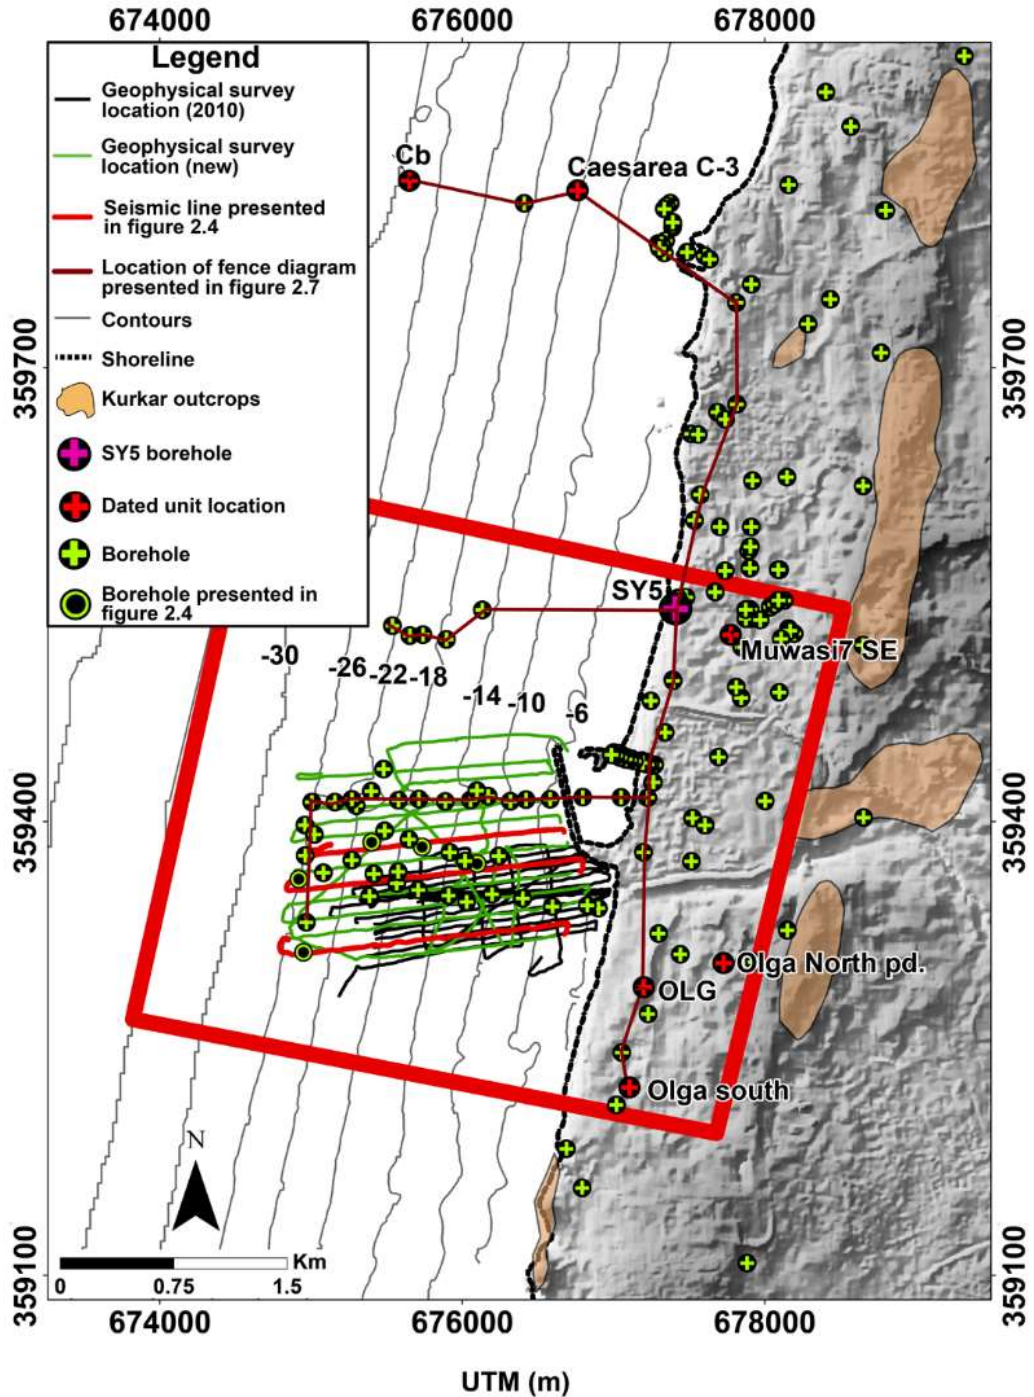 674000 676000 678000
Legend
Geophysical survey
location (2010)
Geophysical survey
location (new)
Seismic line presented
in figure 2.4
Location of fence diagram
presented in figure 2.7
Contours
Shoreline
Kurkar outcrops
SY5 borehole
Dated unit location
Borehole
Borehole presented in
figure 2.4
Cb
Caesarea C-3
359700
359700
SY5
Muwasi7 SE
-30
-26
-22
-18
-14
-10
-6
359400
359400
Olga North pd.
OLG
Olga south
N
Km
0 0.75 1.5
359100
359100
674000 676000 678000
UTM (m)